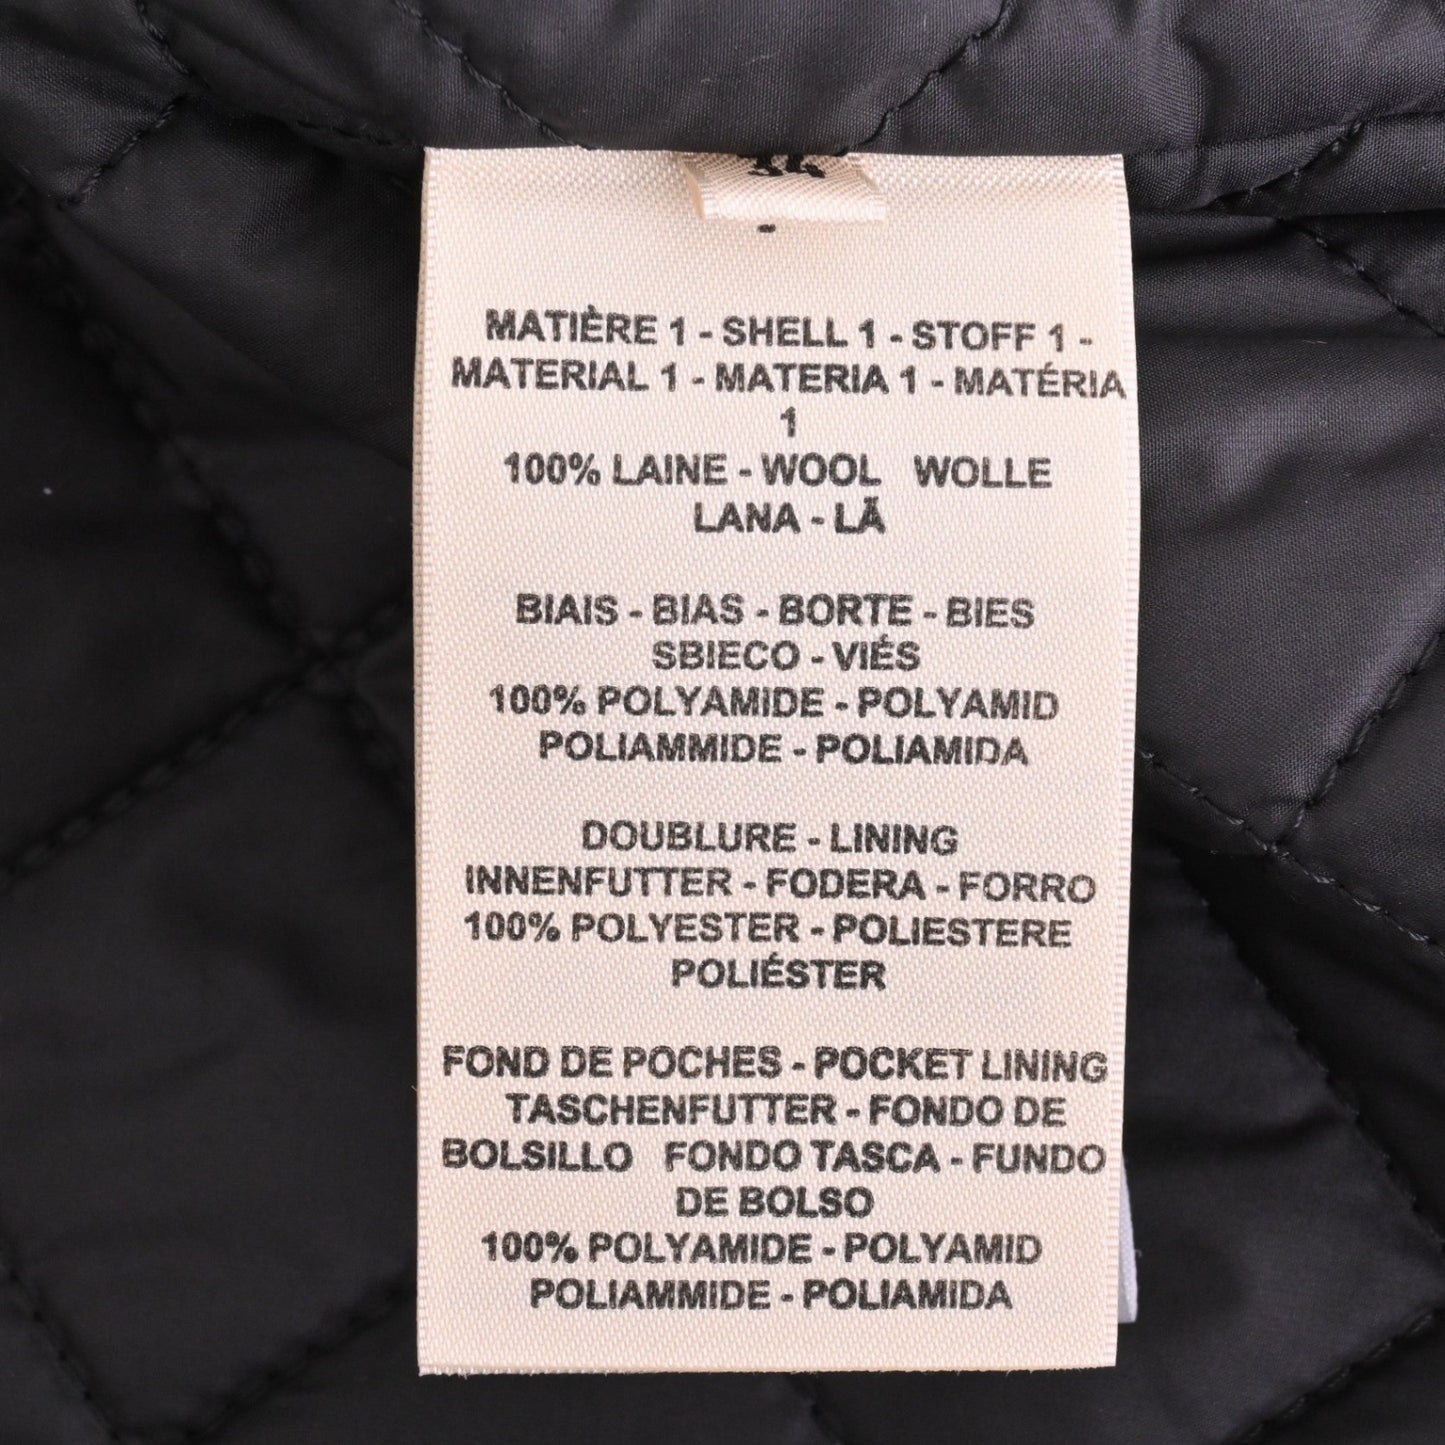 MATIÈRE 1 - SHELL 1 - STOFF 1 -
MATERIAL 1 - MATERIA 1 - MATÉRIA
1
100% LAINE - WOOL WOLLE
LANA - LÃ
BIAIS - BIAS - BORTE - BIES
SBIECO - VIÉS
100% POLYAMIDE - POLYAMID
POLIAMMIDE - POLIAMIDA
DOUBLURE - LINING
INNENFUTTER - FODERA - FORRO
100% POLYESTER - POLIESTERE
POLIÉSTER
FOND DE POCHES - POCKET LINING
TASCHENFUTTER - FONDO DE
BOLSILLO FONDO TASCA - FUNDO
DE BOLSO
100% POLYAMIDE - POLYAMID
POLIAMMIDE - POLIAMIDA